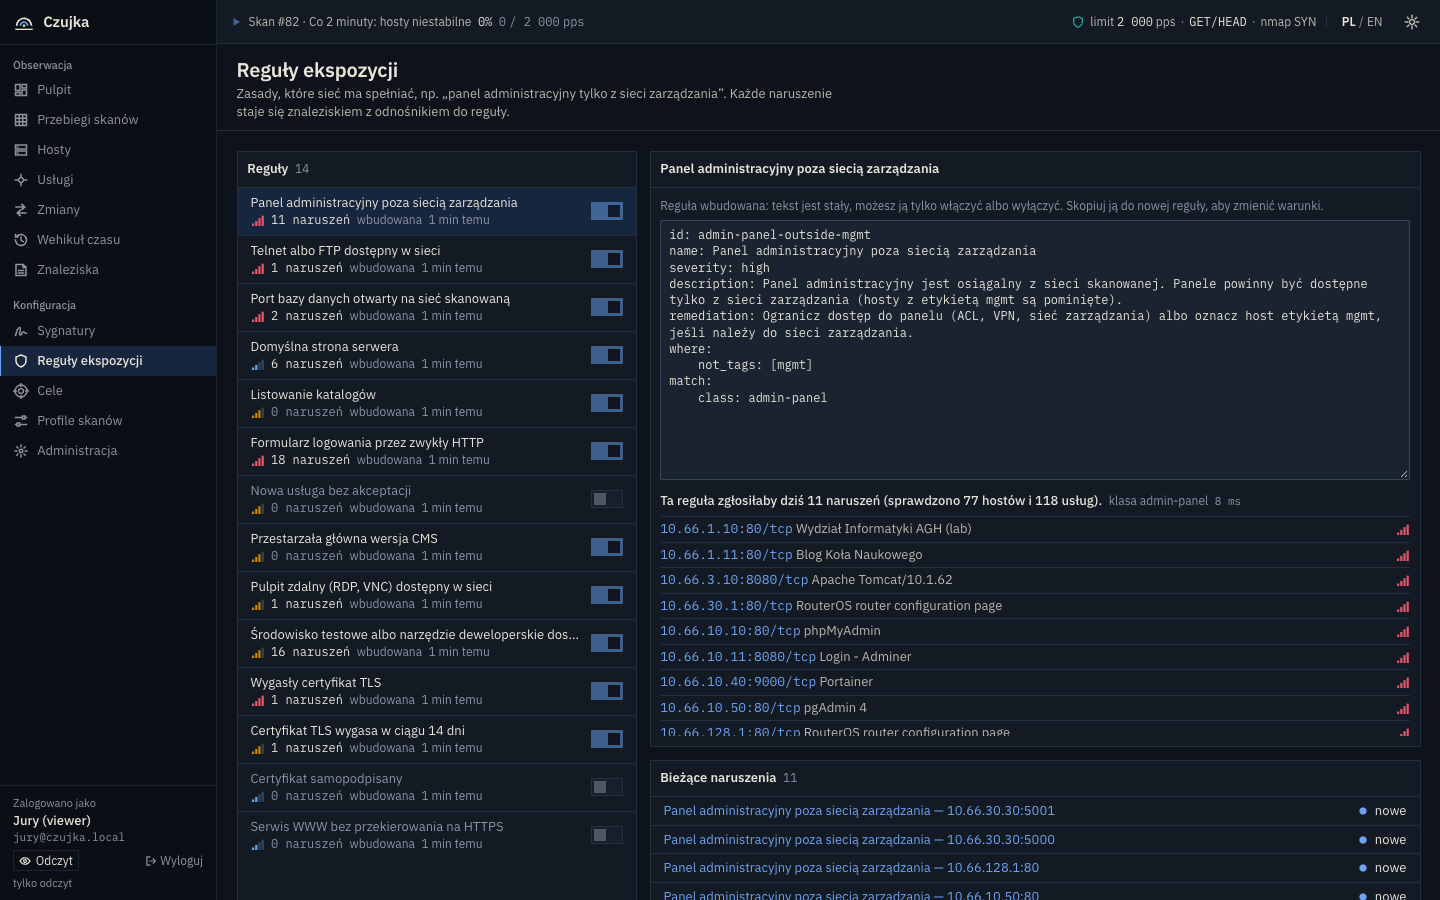 Czujka
Skan #82 · Co 2 minuty: hosty niestabilne 0% 0 / 2 000 pps
limit 2 000 pps · GET/HEAD · nmap SYN
PL / EN
Obserwacja
Pulpit
Przebiegi skanów
Hosty
Usługi
Zmiany
Wehikuł czasu
Znaleziska
Konfiguracja
Sygnatury
Reguły ekspozycji
Cele
Profile skanów
Administracja
Zalogowano jako
Jury (viewer)
jury@czujka.local
Odczyt
Wyloguj
tylko odczyt
Reguły ekspozycji
Zasady, które sieć ma spełniać, np. „panel administracyjny tylko z sieci zarządzania”. Każde naruszenie
staje się znaleziskiem z odnośnikiem do reguły.
Reguły 14
Panel administracyjny poza siecią zarządzania
11 naruszeń wbudowana 1 min temu
Telnet albo FTP dostępny w sieci
1 naruszeń wbudowana 1 min temu
Port bazy danych otwarty na sieć skanowaną
2 naruszeń wbudowana 1 min temu
Domyślna strona serwera
6 naruszeń wbudowana 1 min temu
Listowanie katalogów
0 naruszeń wbudowana 1 min temu
Formularz logowania przez zwykły HTTP
18 naruszeń wbudowana 1 min temu
Nowa usługa bez akceptacji
0 naruszeń wbudowana 1 min temu
Przestarzała główna wersja CMS
0 naruszeń wbudowana 1 min temu
Pulpit zdalny (RDP, VNC) dostępny w sieci
1 naruszeń wbudowana 1 min temu
Środowisko testowe albo narzędzie deweloperskie dos...
16 naruszeń wbudowana 1 min temu
Wygasły certyfikat TLS
1 naruszeń wbudowana 1 min temu
Certyfikat TLS wygasa w ciągu 14 dni
1 naruszeń wbudowana 1 min temu
Certyfikat samopodpisany
0 naruszeń wbudowana 1 min temu
Serwis WWW bez przekierowania na HTTPS
0 naruszeń wbudowana 1 min temu
Panel administracyjny poza siecią zarządzania
Reguła wbudowana: tekst jest stały, możesz ją tylko włączyć albo wyłączyć. Skopiuj ją do nowej reguły, aby zmienić warunki.
id: admin-panel-outside-mgmt
name: Panel administracyjny poza siecią zarządzania
severity: high
description: Panel administracyjny jest osiągalny z sieci skanowanej. Panele powinny być dostępne
tylko z sieci zarządzania (hosty z etykietą mgmt są pominięte).
remediation: Ogranicz dostęp do panelu (ACL, VPN, sieć zarządzania) albo oznacz host etykietą mgmt,
jeśli należy do sieci zarządzania.
where:
    not_tags: [mgmt]
match:
    class: admin-panel
Ta reguła zgłosiłaby dziś 11 naruszeń (sprawdzono 77 hostów i 118 usług). klasa admin-panel 8 ms
10.66.1.10:80/tcp Wydział Informatyki AGH (lab)
10.66.1.11:80/tcp Blog Koła Naukowego
10.66.3.10:8080/tcp Apache Tomcat/10.1.62
10.66.30.1:80/tcp RouterOS router configuration page
10.66.10.10:80/tcp phpMyAdmin
10.66.10.11:8080/tcp Login - Adminer
10.66.10.40:9000/tcp Portainer
10.66.10.50:80/tcp pgAdmin 4
10.66.128.1:80/tcp RouterOS router configuration page
Bieżące naruszenia 11
Panel administracyjny poza siecią zarządzania — 10.66.30.30:5001 nowe
Panel administracyjny poza siecią zarządzania — 10.66.30.30:5000 nowe
Panel administracyjny poza siecią zarządzania — 10.66.128.1:80 nowe
Panel administracyjny poza siecią zarządzania — 10.66.10.50:80 nowe